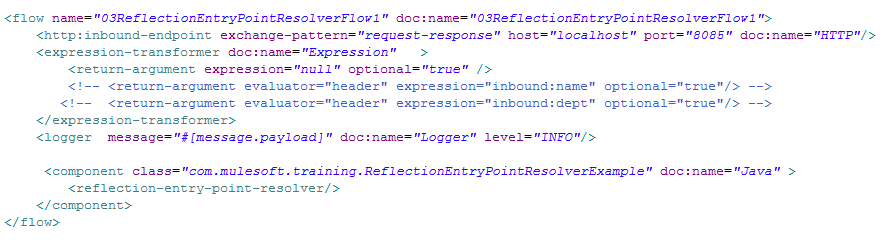 <flow name="03ReflectionEntryPointResolverFlow1" doc:name="03ReflectionEntryPointResolverFlow1">
<http:inbound-endpoint exchange-pattern="request-response" host="localhost" port="8085" doc:name="HTTP"/>
<expression-transformer doc:name="Expression"   >
<return-argument expression="null" optional="true" />
<!-- <return-argument evaluator="header" expression="inbound:name" optional="true"/> -->
<!--  <return-argument evaluator="header" expression="inbound:dept" optional="true"/> -->
</expression-transformer>
<logger  message="#[message.payload]" doc:name="Logger" level="INFO"/>
<component class="com.mulesoft.training.ReflectionEntryPointResolverExample" doc:name="Java" >
<reflection-entry-point-resolver/>
</component>
</flow>